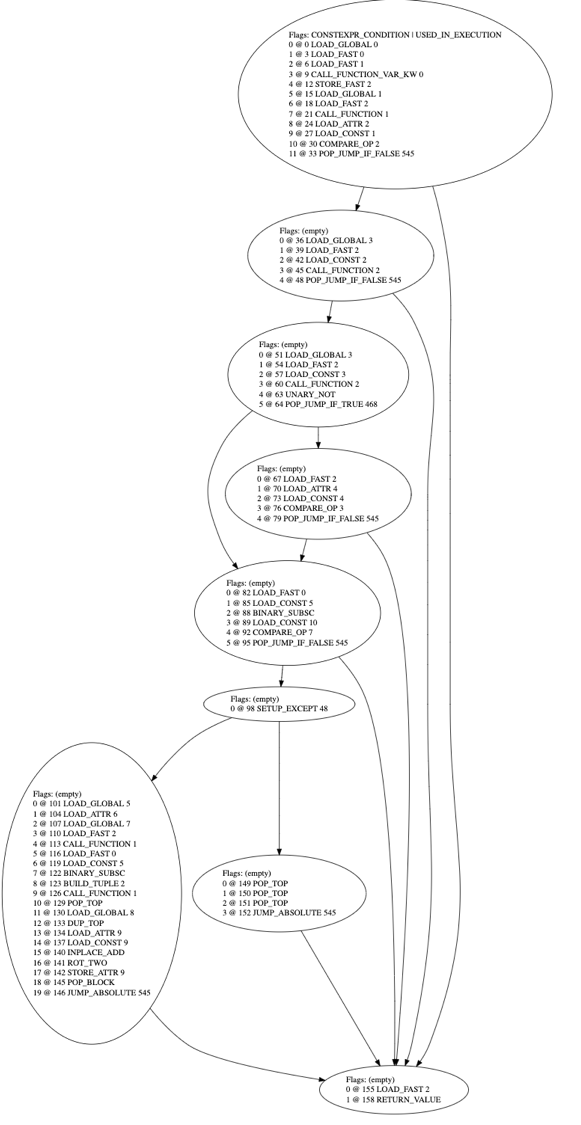 Flags: CONSTEXPR_CONDITION | USED_IN_EXECUTION
0 @ 0 LOAD_GLOBAL 0
1 @ 3 LOAD_FAST 0
2 @ 6 LOAD_FAST 1
3 @ 9 CALL_FUNCTION_VAR_KW 0
4 @ 12 STORE_FAST 2
5 @ 15 LOAD_GLOBAL 1
6 @ 18 LOAD_FAST 2
7 @ 21 CALL_FUNCTION 1
8 @ 24 LOAD_ATTR 2
9 @ 27 LOAD_CONST 1
10 @ 30 COMPARE_OP 2
11 @ 33 POP_JUMP_IF_FALSE 545
Flags: (empty)
0 @ 36 LOAD_GLOBAL 3
1 @ 39 LOAD_FAST 2
2 @ 42 LOAD_CONST 2
3 @ 45 CALL_FUNCTION 2
4 @ 48 POP_JUMP_IF_FALSE 545
Flags: (empty)
0 @ 51 LOAD_GLOBAL 3
1 @ 54 LOAD_FAST 2
2 @ 57 LOAD_CONST 3
3 @ 60 CALL_FUNCTION 2
4 @ 63 UNARY_NOT
5 @ 64 POP_JUMP_IF_TRUE 468
Flags: (empty)
0 @ 67 LOAD_FAST 2
1 @ 70 LOAD_ATTR 4
2 @ 73 LOAD_CONST 4
3 @ 76 COMPARE_OP 3
4 @ 79 POP_JUMP_IF_FALSE 545
Flags: (empty)
0 @ 82 LOAD_FAST 0
1 @ 85 LOAD_CONST 5
2 @ 88 BINARY_SUBSC
3 @ 89 LOAD_CONST 10
4 @ 92 COMPARE_OP 7
5 @ 95 POP_JUMP_IF_FALSE 545
Flags: (empty)
0 @ 98 SETUP_EXCEPT 48
Flags: (empty)
0 @ 101 LOAD_GLOBAL 5
1 @ 104 LOAD_ATTR 6
2 @ 107 LOAD_GLOBAL 7
3 @ 110 LOAD_FAST 2
4 @ 113 CALL_FUNCTION 1
5 @ 116 LOAD_FAST 0
6 @ 119 LOAD_CONST 5
7 @ 122 BINARY_SUBSC
8 @ 123 BUILD_TUPLE 2
9 @ 126 CALL_FUNCTION 1
10 @ 129 POP_TOP
11 @ 130 LOAD_GLOBAL 8
12 @ 133 DUP_TOP
13 @ 134 LOAD_ATTR 9
14 @ 137 LOAD_CONST 9
15 @ 140 INPLACE_ADD
16 @ 141 ROT_TWO
17 @ 142 STORE_ATTR 9
18 @ 145 POP_BLOCK
19 @ 146 JUMP_ABSOLUTE 545
Flags: (empty)
0 @ 149 POP_TOP
1 @ 150 POP_TOP
2 @ 151 POP_TOP
3 @ 152 JUMP_ABSOLUTE 545
Flags: (empty)
0 @ 155 LOAD_FAST 2
1 @ 158 RETURN_VALUE